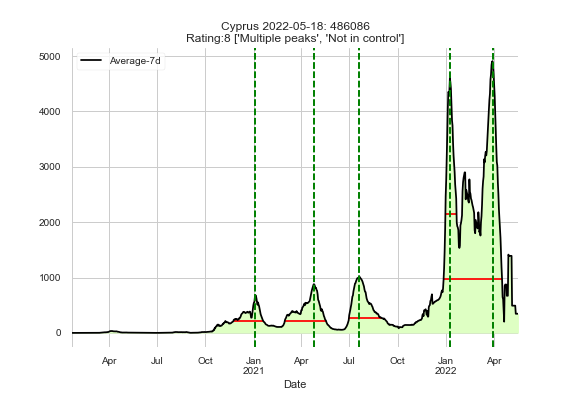 Cyprus 2022-05-18: 486086
Rating:8 ['Multiple peaks', 'Not in control']
Average-7d
5000
4000
3000
2000
1000
0
Apr Jul Oct Jan Apr Jul Oct Jan Apr
2021 2022
Date